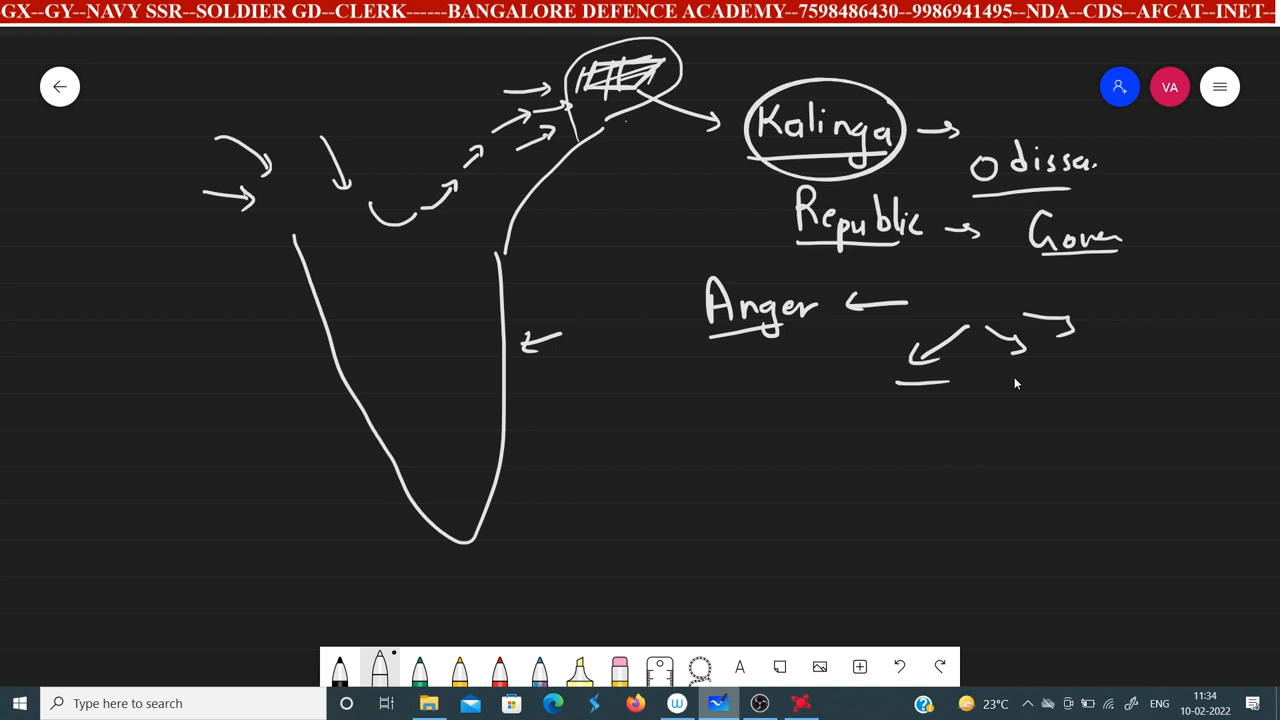 GX--GY--NAVY SSR--SOLDIER GD--CLERK------BANGALORE DEFENCE ACADEMY--7598486430--9986941495--NDA--CDS--AFCAT--INET--
VA
Kalinga
Odissa.
Republic
Gover
Anger
A
Type here to search
23°C
ENG
11:34
10-02-2022